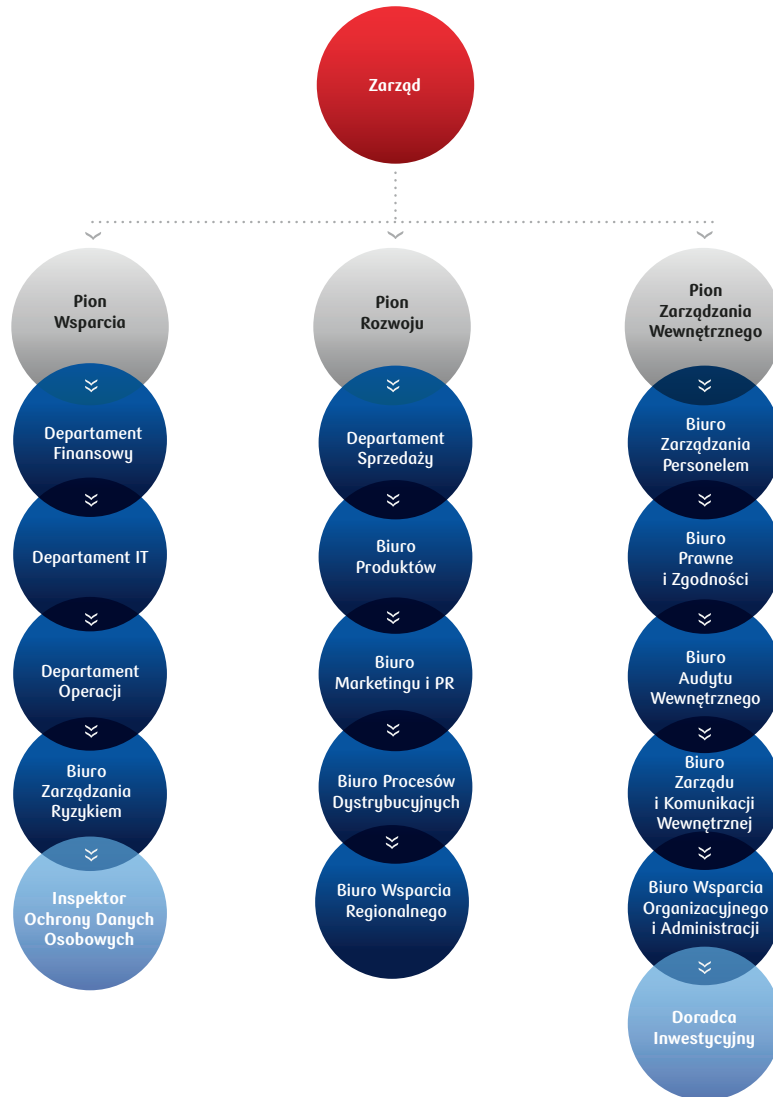 Zarząd
Pion
Wsparcia
Departament
Finansowy
Departament IT
Departament
Operacji
Biuro
Zarządzania
Ryzykiem
Inspektor
Ochrony Danych
Osobowych
Pion
Rozwoju
Departament
Sprzedaży
Biuro
Produktów
Biuro
Marketingu i PR
Biuro Procesów
Dystrybucyjnych
Biuro Wsparcia
Regionalnego
Pion
Zarządzania
Wewnętrznego
Biuro
Zarządzania
Personelem
Biuro
Prawne
i Zgodności
Biuro
Audytu
Wewnętrznego
Biuro
Zarządu
i Komunikacji
Wewnętrznej
Biuro Wsparcia
Organizacyjnego
i Administracji
Doradca
Inwestycyjny